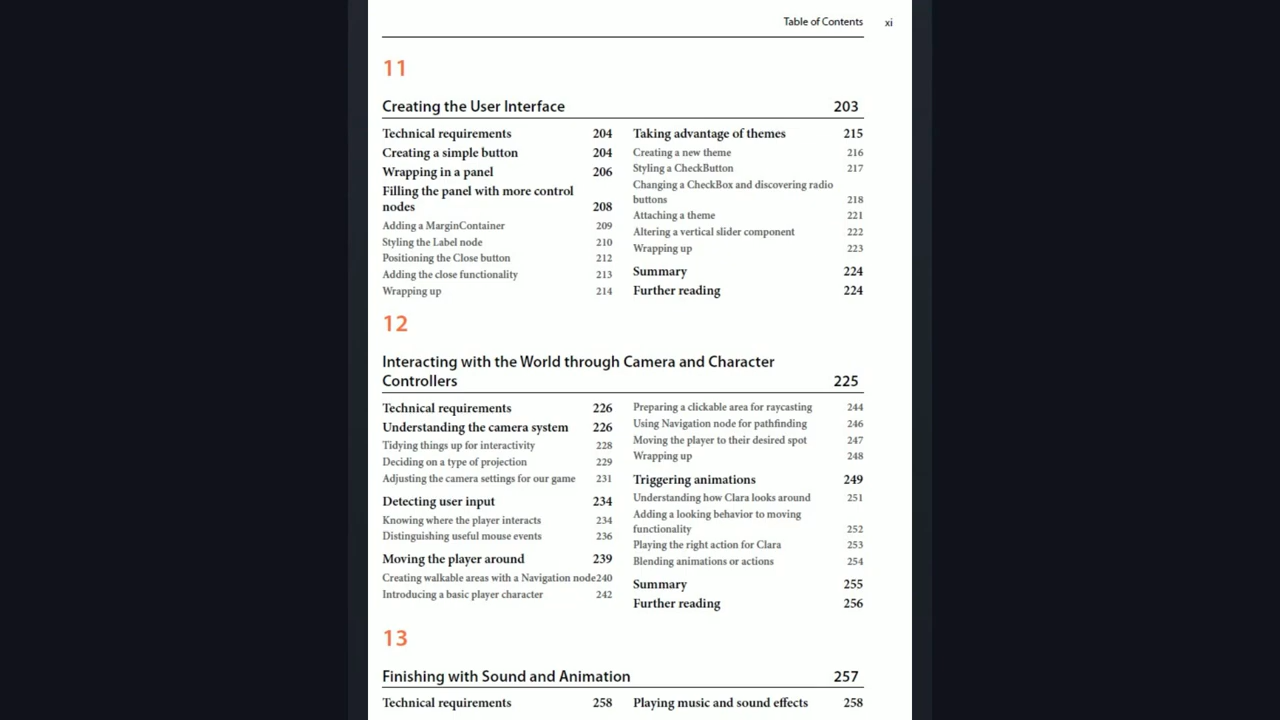 Table of Contents xi
11
Creating the User Interface 203
Technical requirements 204
Creating a simple button 204
Wrapping in a panel 206
Filling the panel with more control
nodes 208
Adding a MarginContainer 209
Styling the Label node 210
Positioning the Close button 212
Adding the close functionality 213
Wrapping up 214
Taking advantage of themes 215
Creating a new theme 216
Styling a CheckButton 217
Changing a CheckBox and discovering radio
buttons 218
Attaching a theme 221
Altering a vertical slider component 222
Wrapping up 223
Summary 224
Further reading 224
12
Interacting with the World through Camera and Character
Controllers 225
Technical requirements 226
Understanding the camera system 226
Tidying things up for interactivity 228
Deciding on a type of projection 229
Adjusting the camera settings for our game 231
Detecting user input 234
Knowing where the player interacts 234
Distinguishing useful mouse events 236
Moving the player around 239
Creating walkable areas with a Navigation node240
Introducing a basic player character 242
Preparing a clickable area for raycasting 244
Using Navigation node for pathfinding 246
Moving the player to their desired spot 247
Wrapping up 248
Triggering animations 249
Understanding how Clara looks around 251
Adding a looking behavior to moving
functionality 252
Playing the right action for Clara 253
Blending animations or actions 254
Summary 255
Further reading 256
13
Finishing with Sound and Animation 257
Technical requirements 258
Playing music and sound effects 258